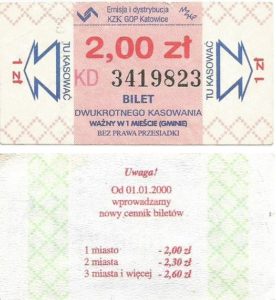 Emisja i dystrybucja
KZK GOP Katowice
2,00 zł
KD 3419823
BILET
DWUKROTNEGO KASOWANIA
WAŻNY W 1 MIEŚCIE (GMINIE)
BEZ PRAWA PRZESIADKI
1 zł
TU KASOWAĆ
TU KASOWAĆ
1 zł
Uwaga!
Od 01.01.2000
wprowadzamy
nowy cennik biletów
1 miasto - 2,00 zł
2 miasta - 2,30 zł
3 miasta i więcej - 2,60 zł